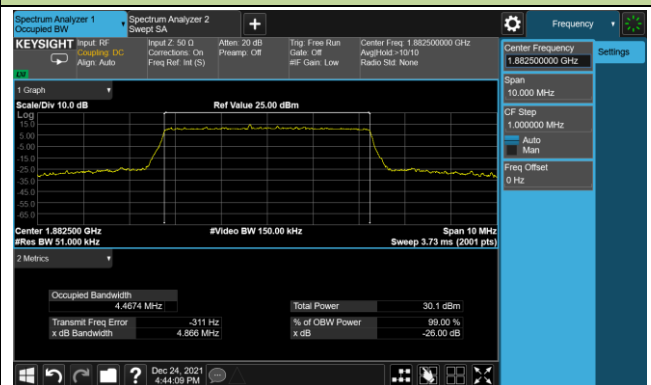 Spectrum Analyzer 1
Occupied BW
Spectrum Analyzer 2
Swept SA
+
Frequency
KEYSIGHT
Input: RF
Coupling: DC
Align: Auto
Input Z: 50 Ω
Corrections: On
Freq Ref: Int (S)
Atten: 20 dB
Preamp: Off
Trig: Free Run
Gate: Off
#IF Gain: Low
Center Freq: 1.882500000 GHz
Avg|Hold:>10/10
Radio Std: None
LXI
Center Frequency
1.882500000 GHz
Settings
Span
10.000 MHz
CF Step
1.000000 MHz
Auto
Man
Freq Offset
0 Hz
1 Graph
Scale/Div 10.0 dB
Ref Value 25.00 dBm
Log
15.0
5.00
-5.00
-15.0
-25.0
-35.0
-45.0
-55.0
-65.0
Center 1.882500 GHz
#Video BW 150.00 kHz
Span 10 MHz
#Res BW 51.000 kHz
Sweep 3.73 ms (2001 pts)
2 Metrics
Occupied Bandwidth
4.4674 MHz
Total Power
30.1 dBm
Transmit Freq Error
-311 Hz
% of OBW Power
99.00 %
x dB Bandwidth
4.866 MHz
x dB
-26.00 dB
?
Dec 24, 2021
4:44:09 PM